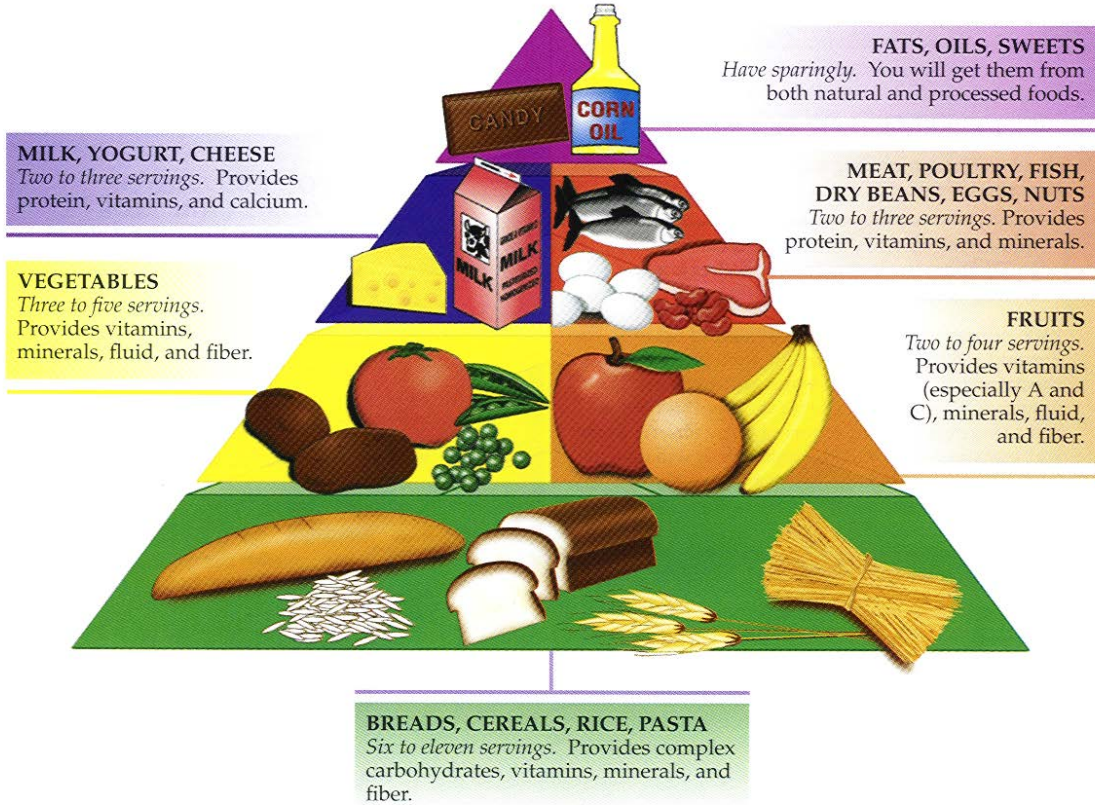 FATS, OILS, SWEETS
Have sparingly. You will get them from
both natural and processed foods.
CANDY
CORN
OIL
MILK, YOGURT, CHEESE
Two to three servings. Provides
protein, vitamins, and calcium.
MEAT, POULTRY, FISH,
DRY BEANS, EGGS, NUTS
Two to three servings. Provides
protein, vitamins, and minerals.
MILK
MILK
VEGETABLES
Three to five servings.
Provides vitamins,
minerals, fluid, and fiber.
FRUITS
Two to four servings.
Provides vitamins
(especially A and
C), minerals, fluid,
and fiber.
BREADS, CEREALS, RICE, PASTA
Six to eleven servings. Provides complex
carbohydrates, vitamins, minerals, and
fiber.